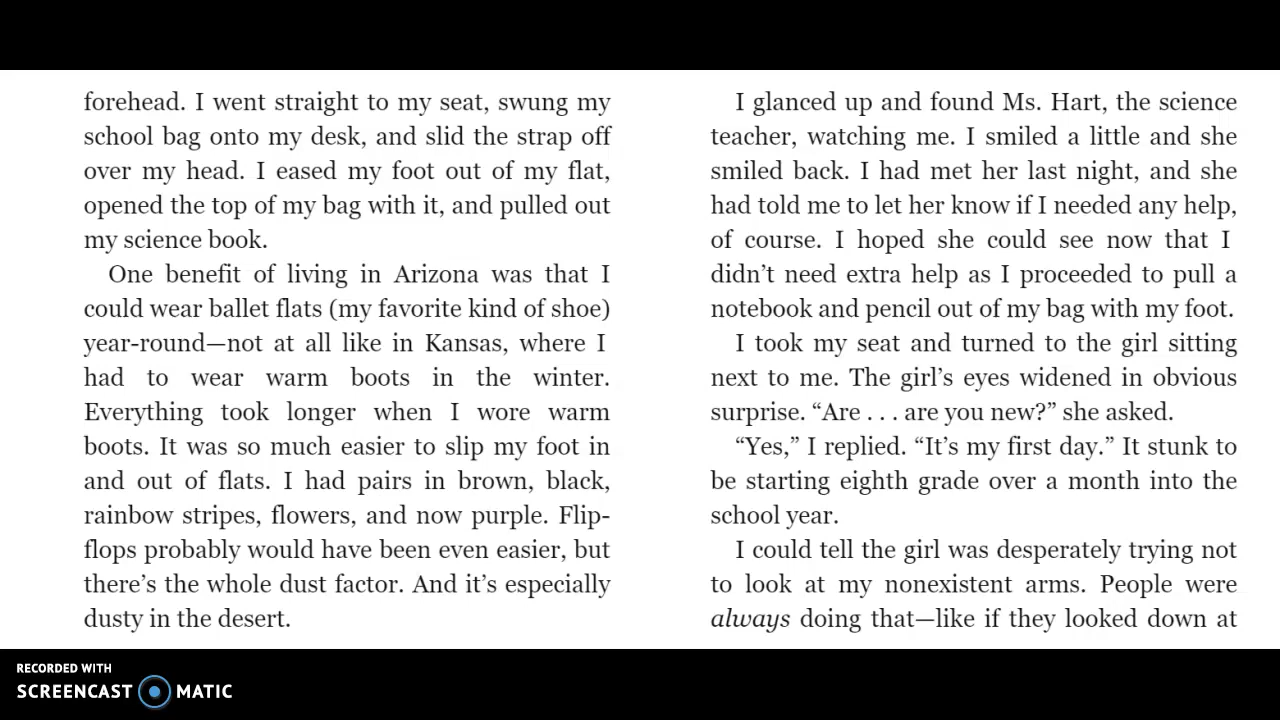 forehead. I went straight to my seat, swung my
school bag onto my desk, and slid the strap off
over my head. I eased my foot out of my flat,
opened the top of my bag with it, and pulled out
my science book.
One benefit of living in Arizona was that I
could wear ballet flats (my favorite kind of shoe)
year-round—not at all like in Kansas, where I
had to wear warm boots in the winter.
Everything took longer when I wore warm
boots. It was so much easier to slip my foot in
and out of flats. I had pairs in brown, black,
rainbow stripes, flowers, and now purple. Flip-
flops probably would have been even easier, but
there’s the whole dust factor. And it’s especially
dusty in the desert.
I glanced up and found Ms. Hart, the science
teacher, watching me. I smiled a little and she
smiled back. I had met her last night, and she
had told me to let her know if I needed any help,
of course. I hoped she could see now that I
didn’t need extra help as I proceeded to pull a
notebook and pencil out of my bag with my foot.
I took my seat and turned to the girl sitting
next to me. The girl’s eyes widened in obvious
surprise. “Are . . . are you new?” she asked.
“Yes,” I replied. “It’s my first day.” It stunk to
be starting eighth grade over a month into the
school year.
I could tell the girl was desperately trying not
to look at my nonexistent arms. People were
always doing that—like if they looked down at
RECORDED WITH
SCREENCAST MATIC